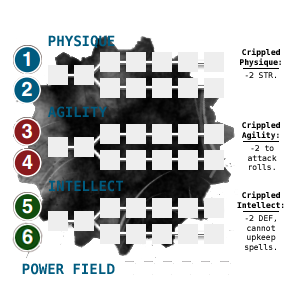 PHYSIQUE
1
2
Crippled
Physique:
-2 STR.
AGILITY
3
4
Crippled
Agility:
-2 to
attack
rolls.
INTELLECT
5
6
Crippled
Intellect:
-2 DEF,
cannot
upkeep
spells.
POWER FIELD